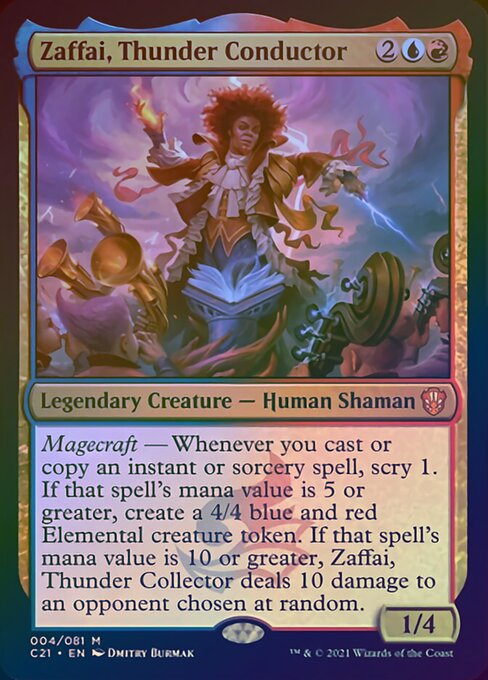 Zaffai, Thunder Conductor 2
Legendary Creature — Human Shaman
Magecraft — Whenever you cast or
copy an instant or sorcery spell, scry 1.
If that spell's mana value is 5 or
greater, create a 4/4 blue and red
Elemental creature token. If that spell's
mana value is 10 or greater, Zaffai,
Thunder Collector deals 10 damage to
an opponent chosen at random.
1/4
004/081 M
C21 • EN Dmitry Burmak
™ & © 2021 Wizards of the Coast